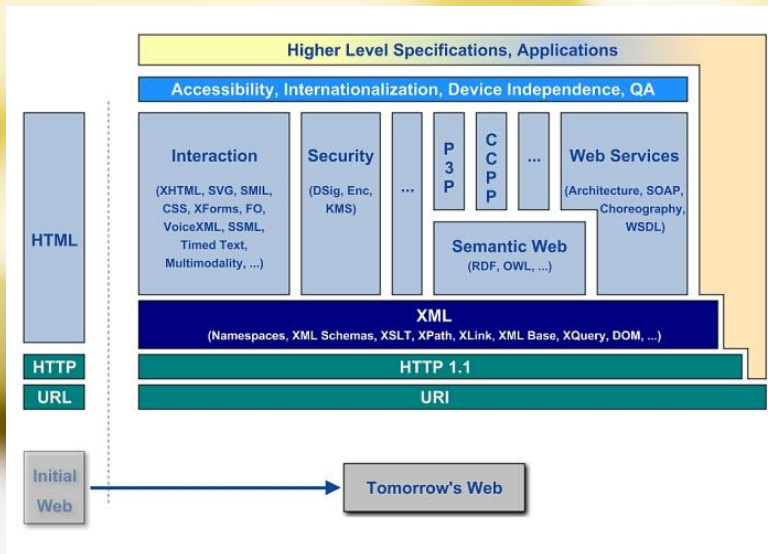 Higher Level Specifications, Applications
Accessibility, Internationalization, Device Independence, QA
HTML
Interaction
(XHTML, SVG, SMIL,
CSS, XForms, FO,
VoiceXML, SSML,
Timed Text,
Multimodality, ...)
Security
(DSig, Enc,
KMS)
...
P
3
P
C
C
P
P
...
Web Services
(Architecture, SOAP,
Choreography,
WSDL)
Semantic Web
(RDF, OWL, ...)
XML
(Namespaces, XML Schemas, XSLT, XPath, XLink, XML Base, XQuery, DOM, ...)
HTTP
HTTP 1.1
URL
URI
Initial
Web
Tomorrow's Web